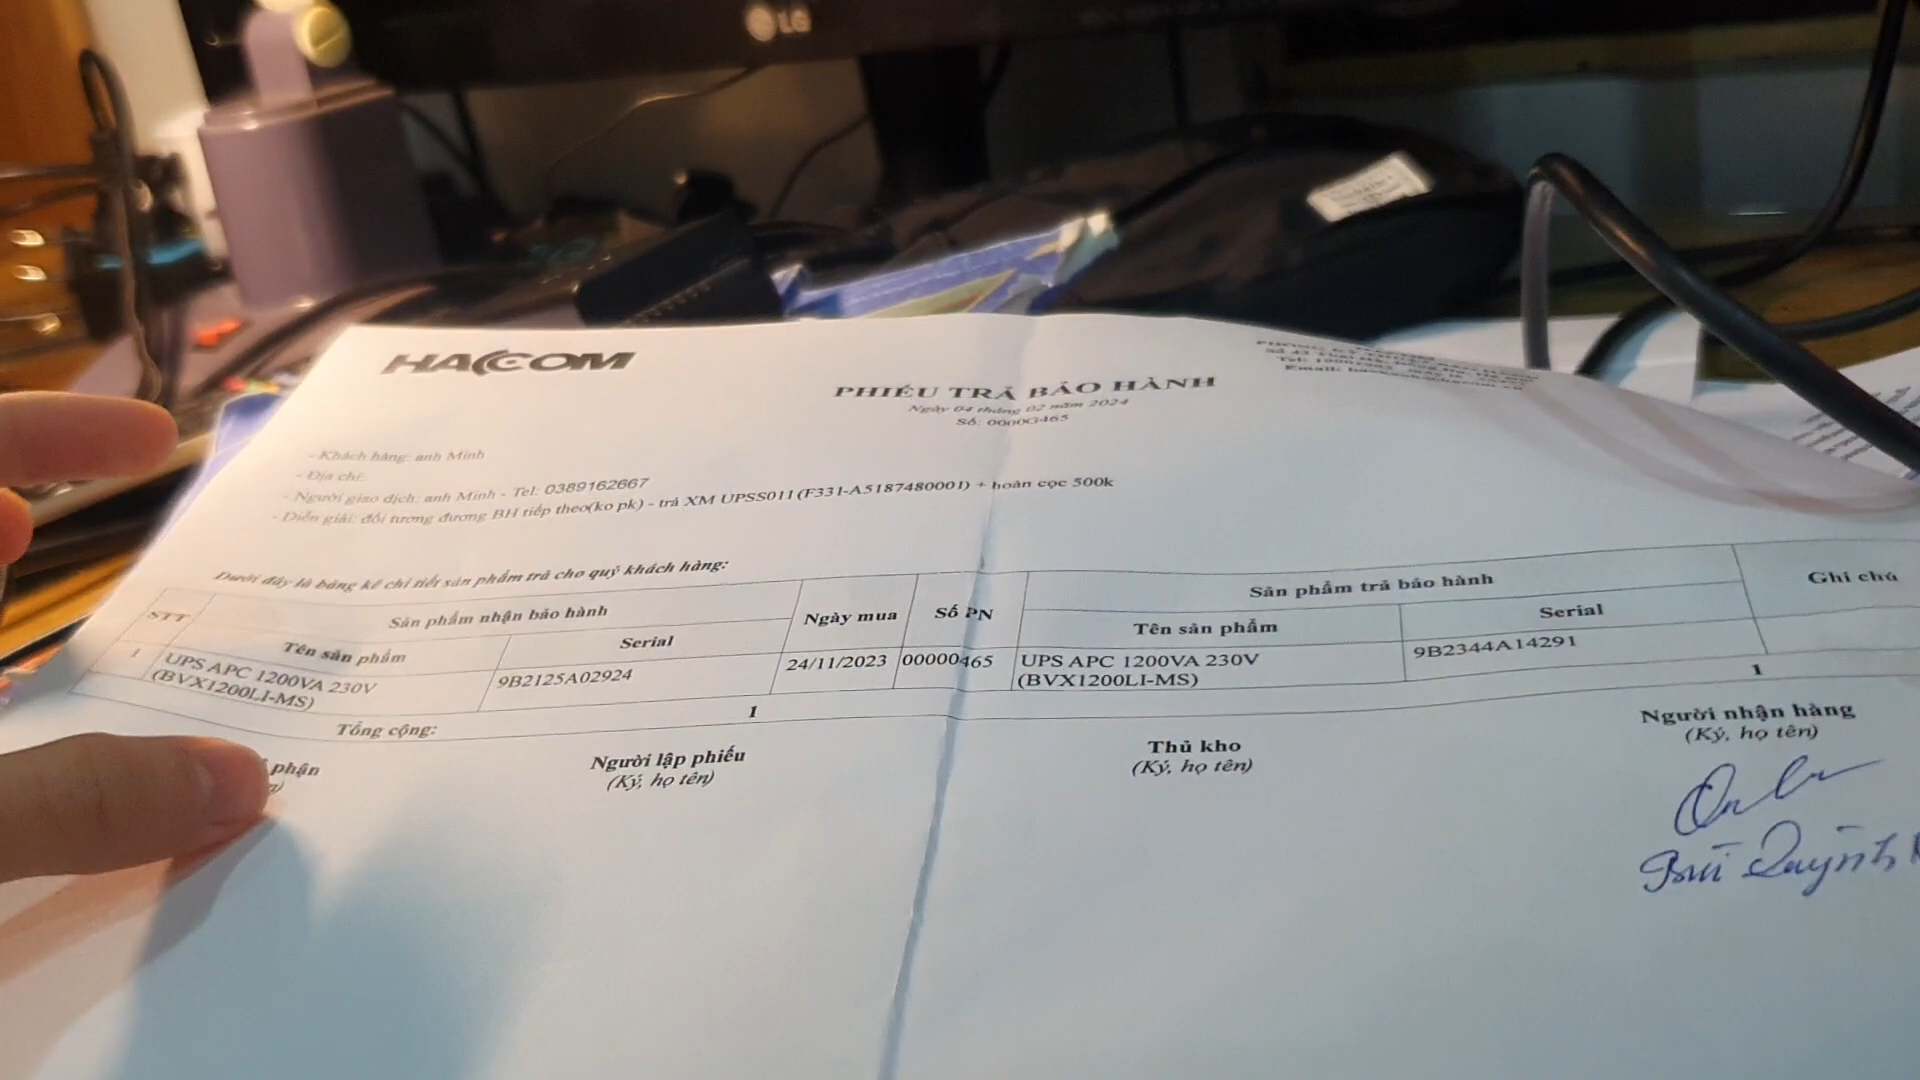 LG
HACOM
PHIẾU TRẢ BẢO HÀNH
Ngày 04 tháng 02 năm 2024
Số: 00000465
- Khách hàng: anh Minh
- Địa chỉ:
- Người giao dịch: anh Minh - Tel: 0389162667
- Diễn giải: đổi tương đương BH tiếp theo(ko pk) - trả XM UPSS011(F331-A5187480001) + hoàn cọc 500k
Dưới đây là bảng kê chi tiết sản phẩm trả cho quý khách hàng:
STT Sản phẩm nhận bảo hành Ngày mua Số PN Sản phẩm trả bảo hành Ghi chú
Tên sản phẩm Serial Tên sản phẩm Serial
1 UPS APC 1200VA 230V (BVX1200LI-MS) 9B2125A02924 24/11/2023 00000465 UPS APC 1200VA 230V (BVX1200LI-MS) 9B2344A14291
Tổng cộng: 1 1
phận Người lập phiếu Thủ kho Người nhận hàng
(Ký, họ tên) (Ký, họ tên) (Ký, họ tên)
Bùi Quỳnh